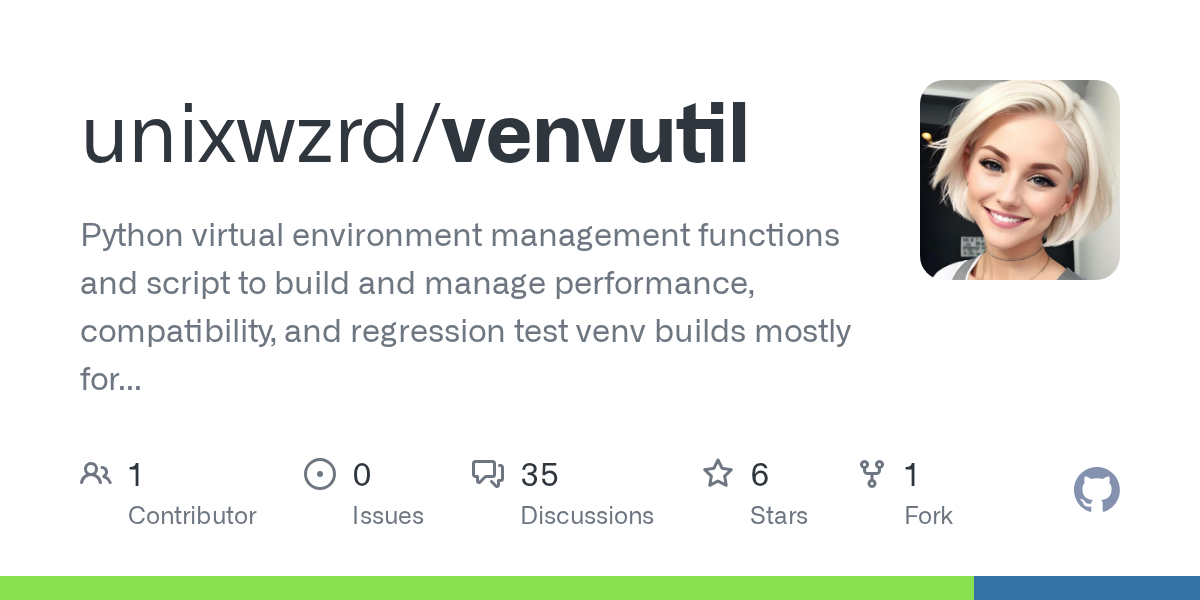 unixwzrd/venvutil
Python virtual environment management functions
and script to build and manage performance,
compatibility, and regression test venv builds mostly
for...
1 0 35 6 1
Contributor Issues Discussions Stars Fork